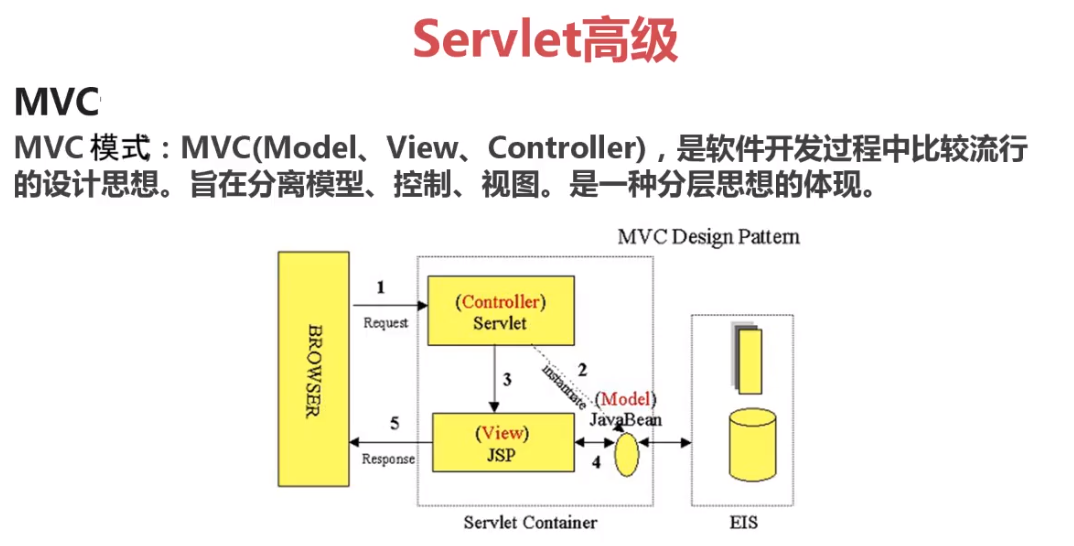 Servlet高级
MVC
MVC 模式：MVC(Model、View、Controller)，是软件开发过程中比较流行
的设计思想。旨在分离模型、控制、视图。是一种分层思想的体现。
MVC Design Pattern
BROWSER
1
Request
(Controller)
Servlet
2
instantiate
3
(Model)
JavaBean
5
Response
(View)
JSP
4
Servlet Container
EIS